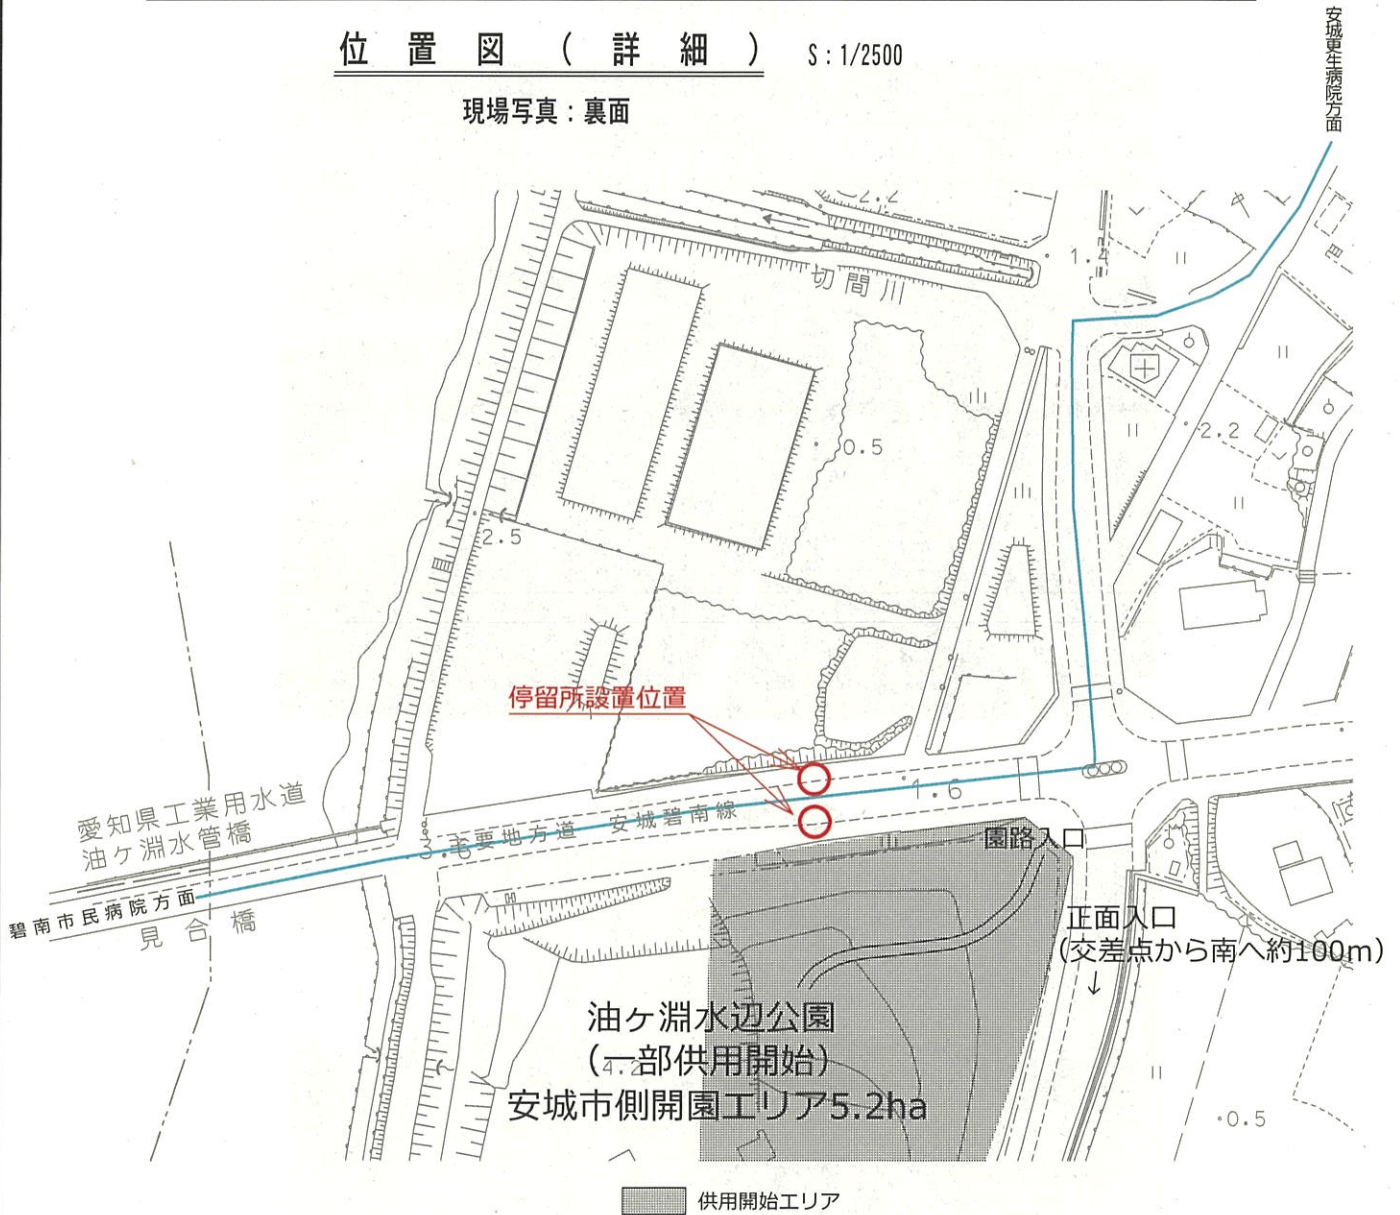 位置図（詳細） S：1/2500
現場写真：裏面
安城更生病院方面
2.2
切間川
1.4
0.5
2.2
2.5
停留所設置位置
1.6
愛知県工業用水道
油ヶ淵水管橋
主要地方道 安城碧南線
3.6
園路入口
碧南市民病院方面
見合橋
正面入口
（交差点から南へ約100m）
↓
油ヶ淵水辺公園
（一部供用開始）
4.2
安城市側開園エリア5.2ha
0.5
供用開始エリア